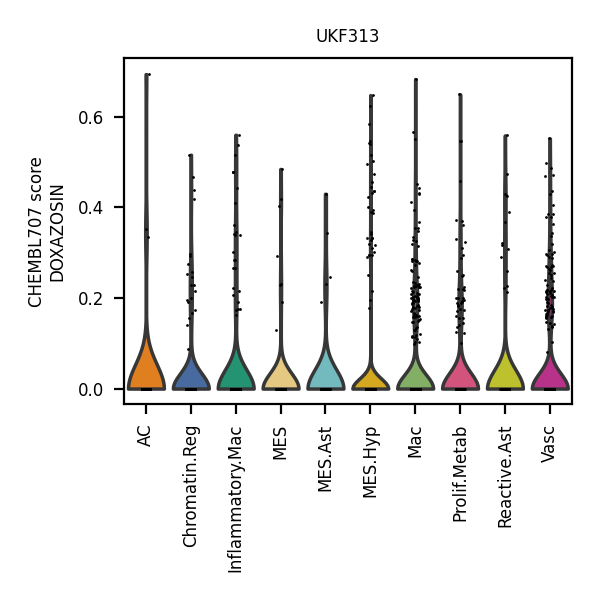 UKF313
CHEMBL707 score
DOXAZOSIN
0.6
0.4
0.2
0.0
AC
Chromatin.Reg
Inflammatory.Mac
MES
MES.Ast
MES.Hyp
Mac
Prolif.Metab
Reactive.Ast
Vasc